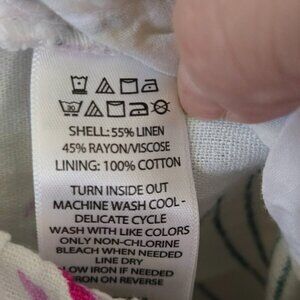 30
SHELL: 55% LINEN
45% RAYON/VISCOSE
LINING: 100% COTTON
TURN INSIDE OUT
MACHINE WASH COOL -
DELICATE CYCLE
WASH WITH LIKE COLORS
ONLY NON-CHLORINE
BLEACH WHEN NEEDED
LINE DRY
LOW IRON IF NEEDED
IRON ON REVERSE